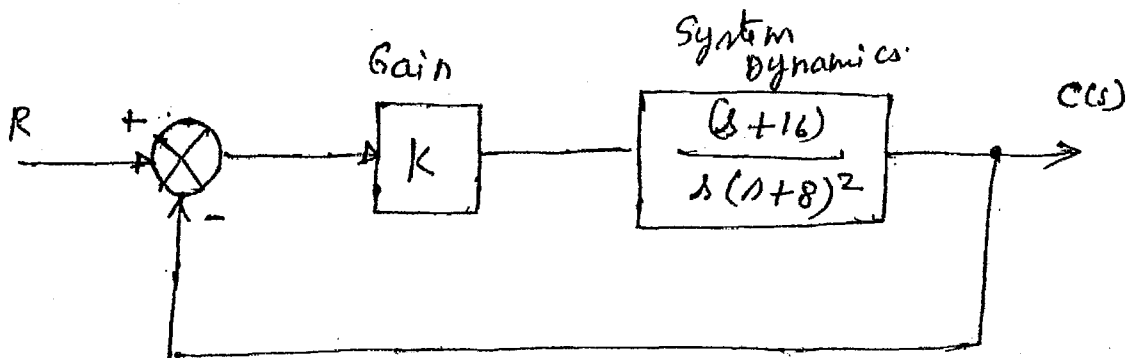 System
Dynamics.
Gain
C(s)
R
+
K
(s+16)
s(s+8)²
-